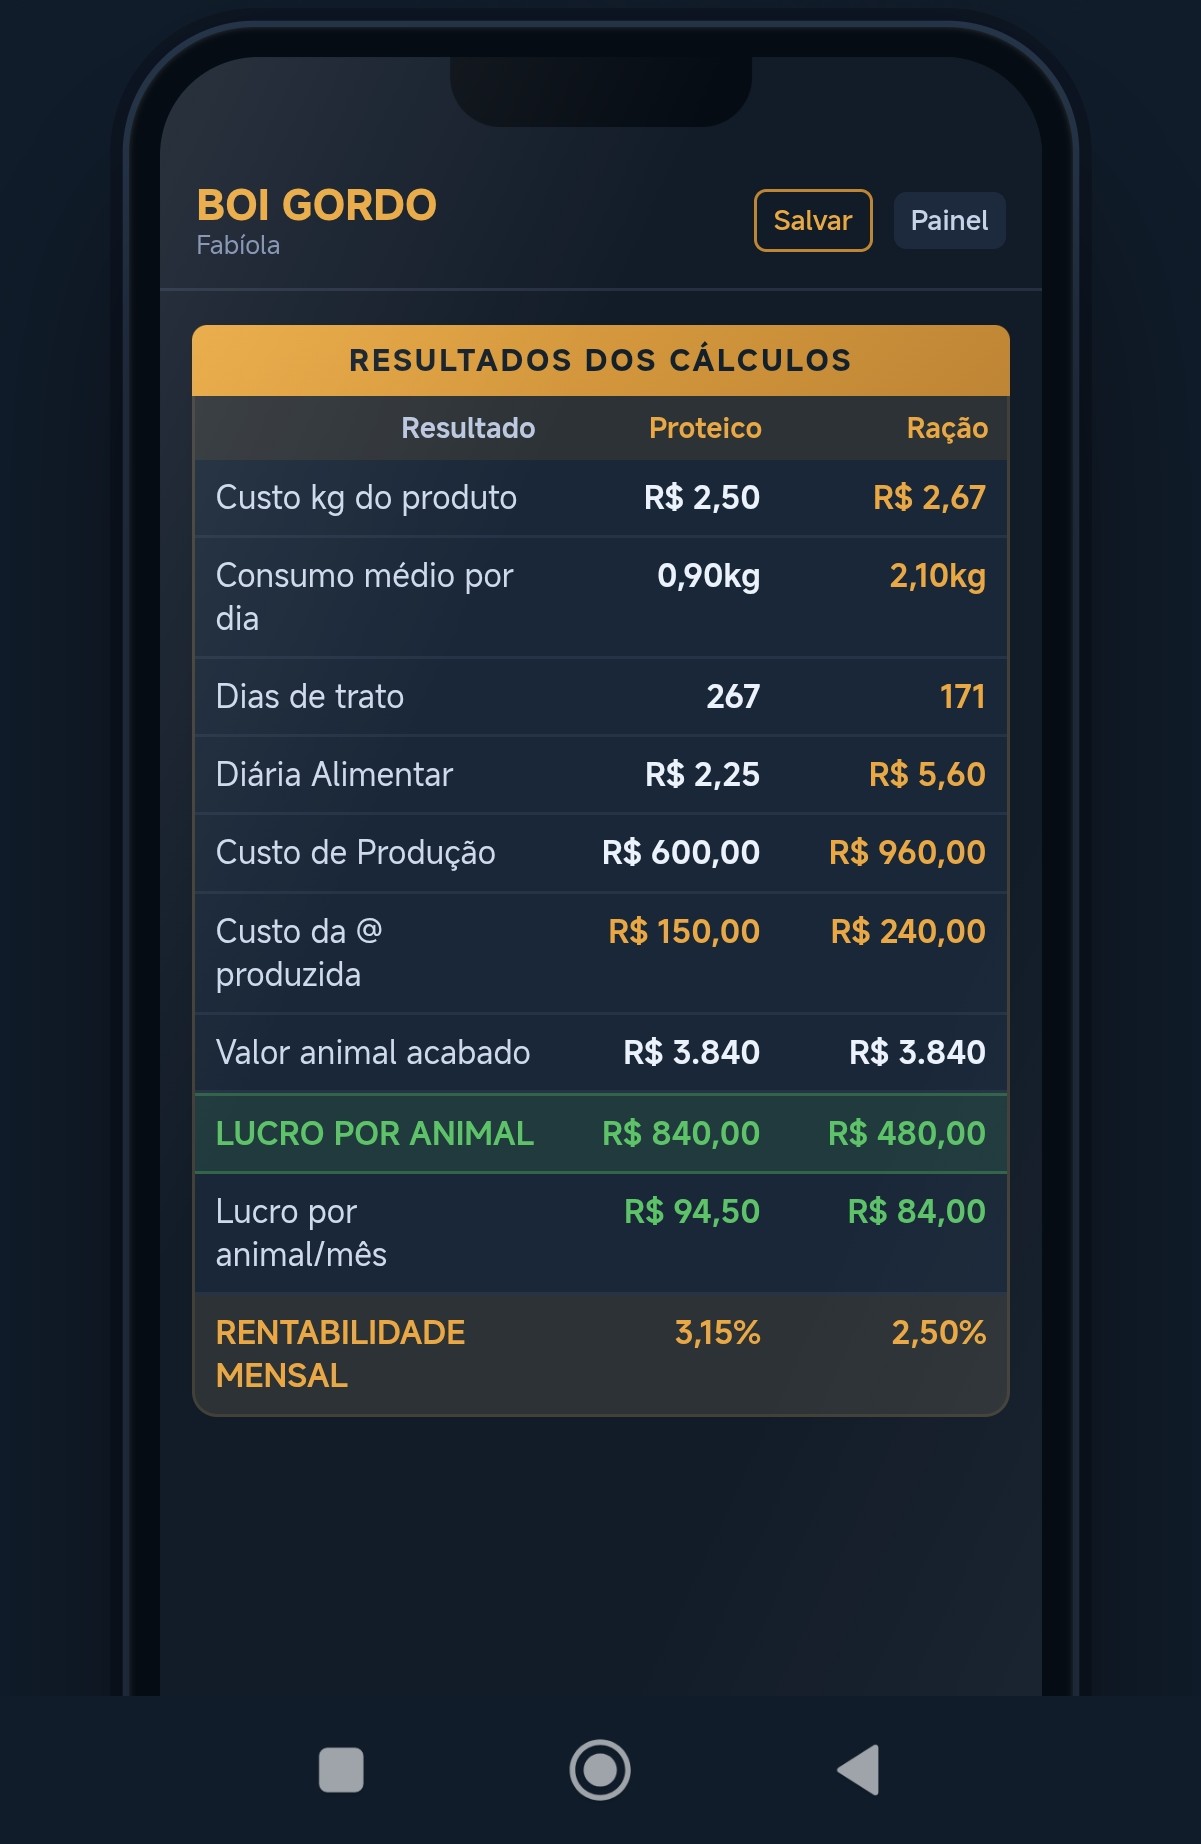 BOI GORDO
Fabíola
Salvar
Painel
RESULTADOS DOS CÁLCULOS
Resultado Proteico Ração
Custo kg do produto R$ 2,50 R$ 2,67
Consumo médio por 0,90kg 2,10kg
dia
Dias de trato 267 171
Diária Alimentar R$ 2,25 R$ 5,60
Custo de Produção R$ 600,00 R$ 960,00
Custo da @ R$ 150,00 R$ 240,00
produzida
Valor animal acabado R$ 3.840 R$ 3.840
LUCRO POR ANIMAL R$ 840,00 R$ 480,00
Lucro por R$ 94,50 R$ 84,00
animal/mês
RENTABILIDADE 3,15% 2,50%
MENSAL